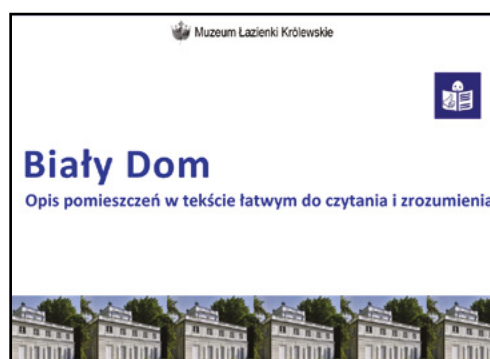 Muzeum Łazienki Królewskie
Biały Dom
Opis pomieszczeń w tekście łatwym do czytania i zrozumienia